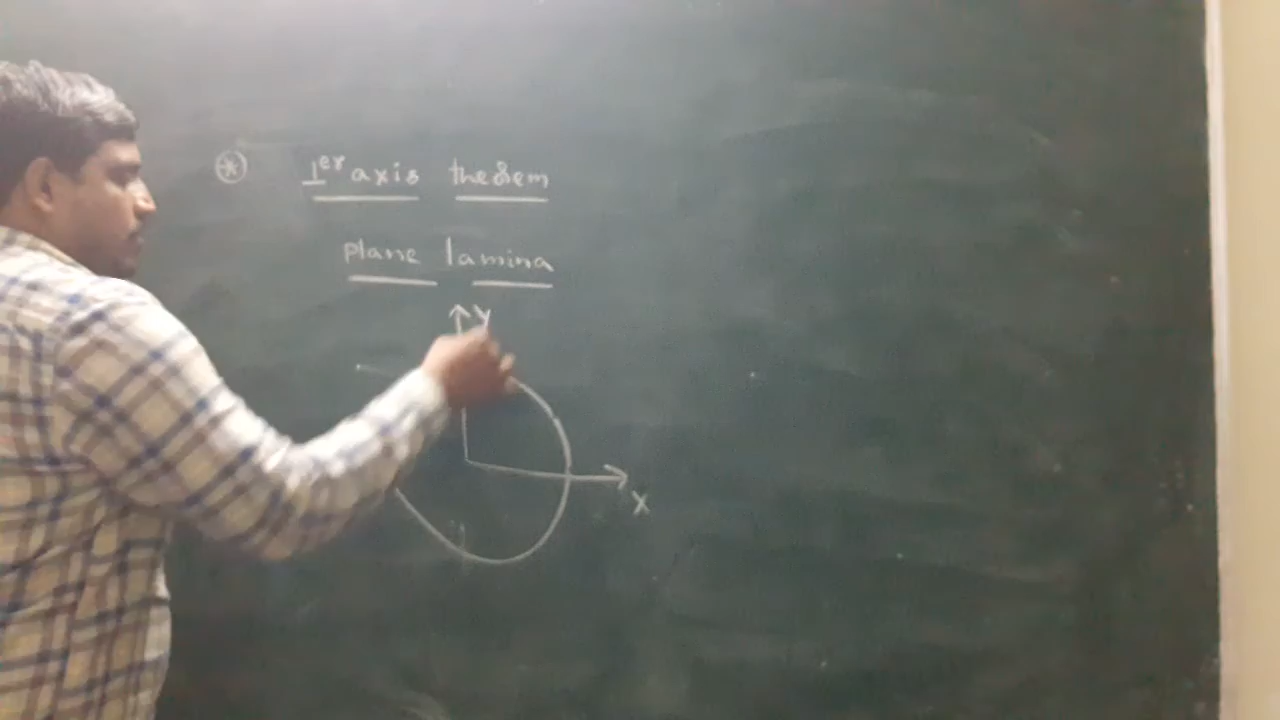 ⊛ ⊥er axis theorem
plane lamina
y
x